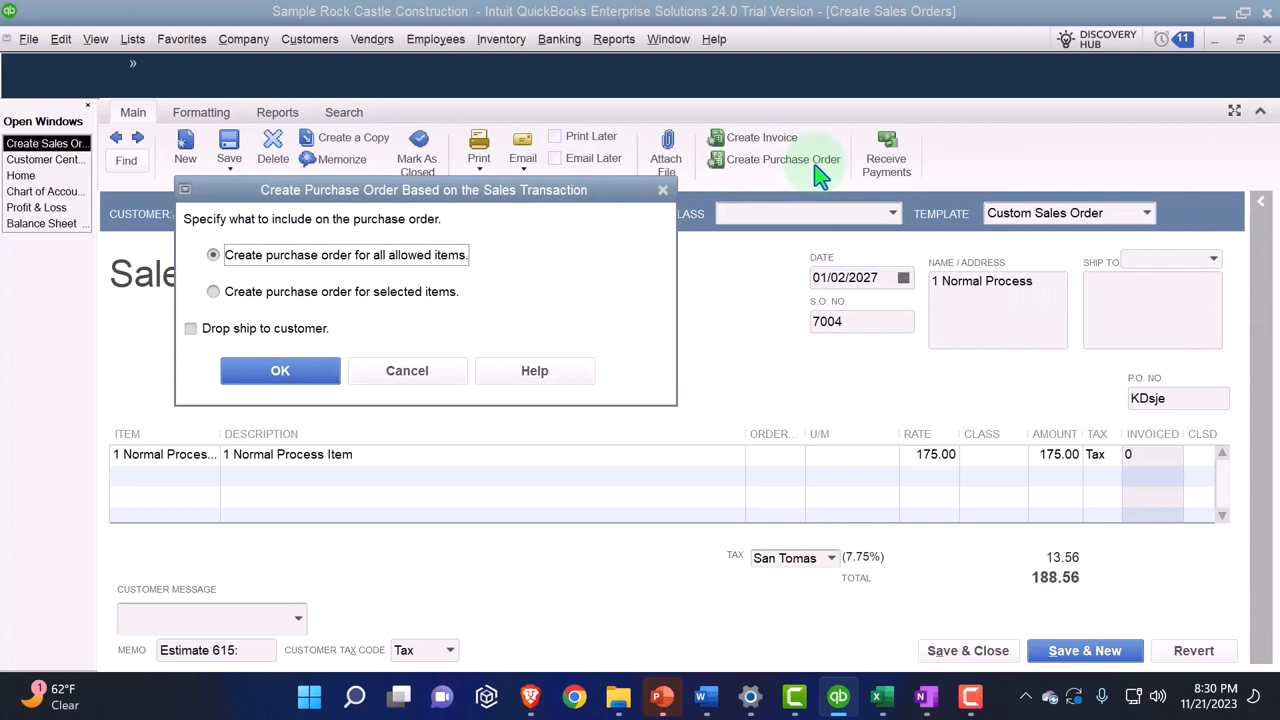 Sample Rock Castle Construction - Intuit QuickBooks Enterprise Solutions 24.0 Trial Version - [Create Sales Orders]
File Edit View Lists Favorites Company Customers Vendors Employees Inventory Banking Reports Window Help
DISCOVERY HUB 11
»
Open Windows
Create Sales Or...
Customer Cent...
Home
Chart of Accou...
Profit & Loss
Balance Sheet ...
Main Formatting Reports Search
Find New Save Delete Create a Copy Memorize Mark As Closed Print Email Print Later Email Later Attach File Create Invoice Create Purchase Order Receive Payments
Create Purchase Order Based on the Sales Transaction
Specify what to include on the purchase order.
Create purchase order for all allowed items.
Create purchase order for selected items.
Drop ship to customer.
OK Cancel Help
CUSTOMER: LASS TEMPLATE Custom Sales Order
Sale
DATE
01/02/2027
S.O. NO.
7004
NAME / ADDRESS
1 Normal Process
SHIP TO
P.O. NO.
KDsje
ITEM DESCRIPTION ORDER... U/M RATE CLASS AMOUNT TAX INVOICED CLSD
1 Normal Proces... 1 Normal Process Item 175.00 175.00 Tax 0
TAX San Tomas (7.75%) 13.56
TOTAL 188.56
CUSTOMER MESSAGE
MEMO Estimate 615: CUSTOMER TAX CODE Tax
Save & Close Save & New Revert
1 62°F
Clear
8:30 PM
11/21/2023